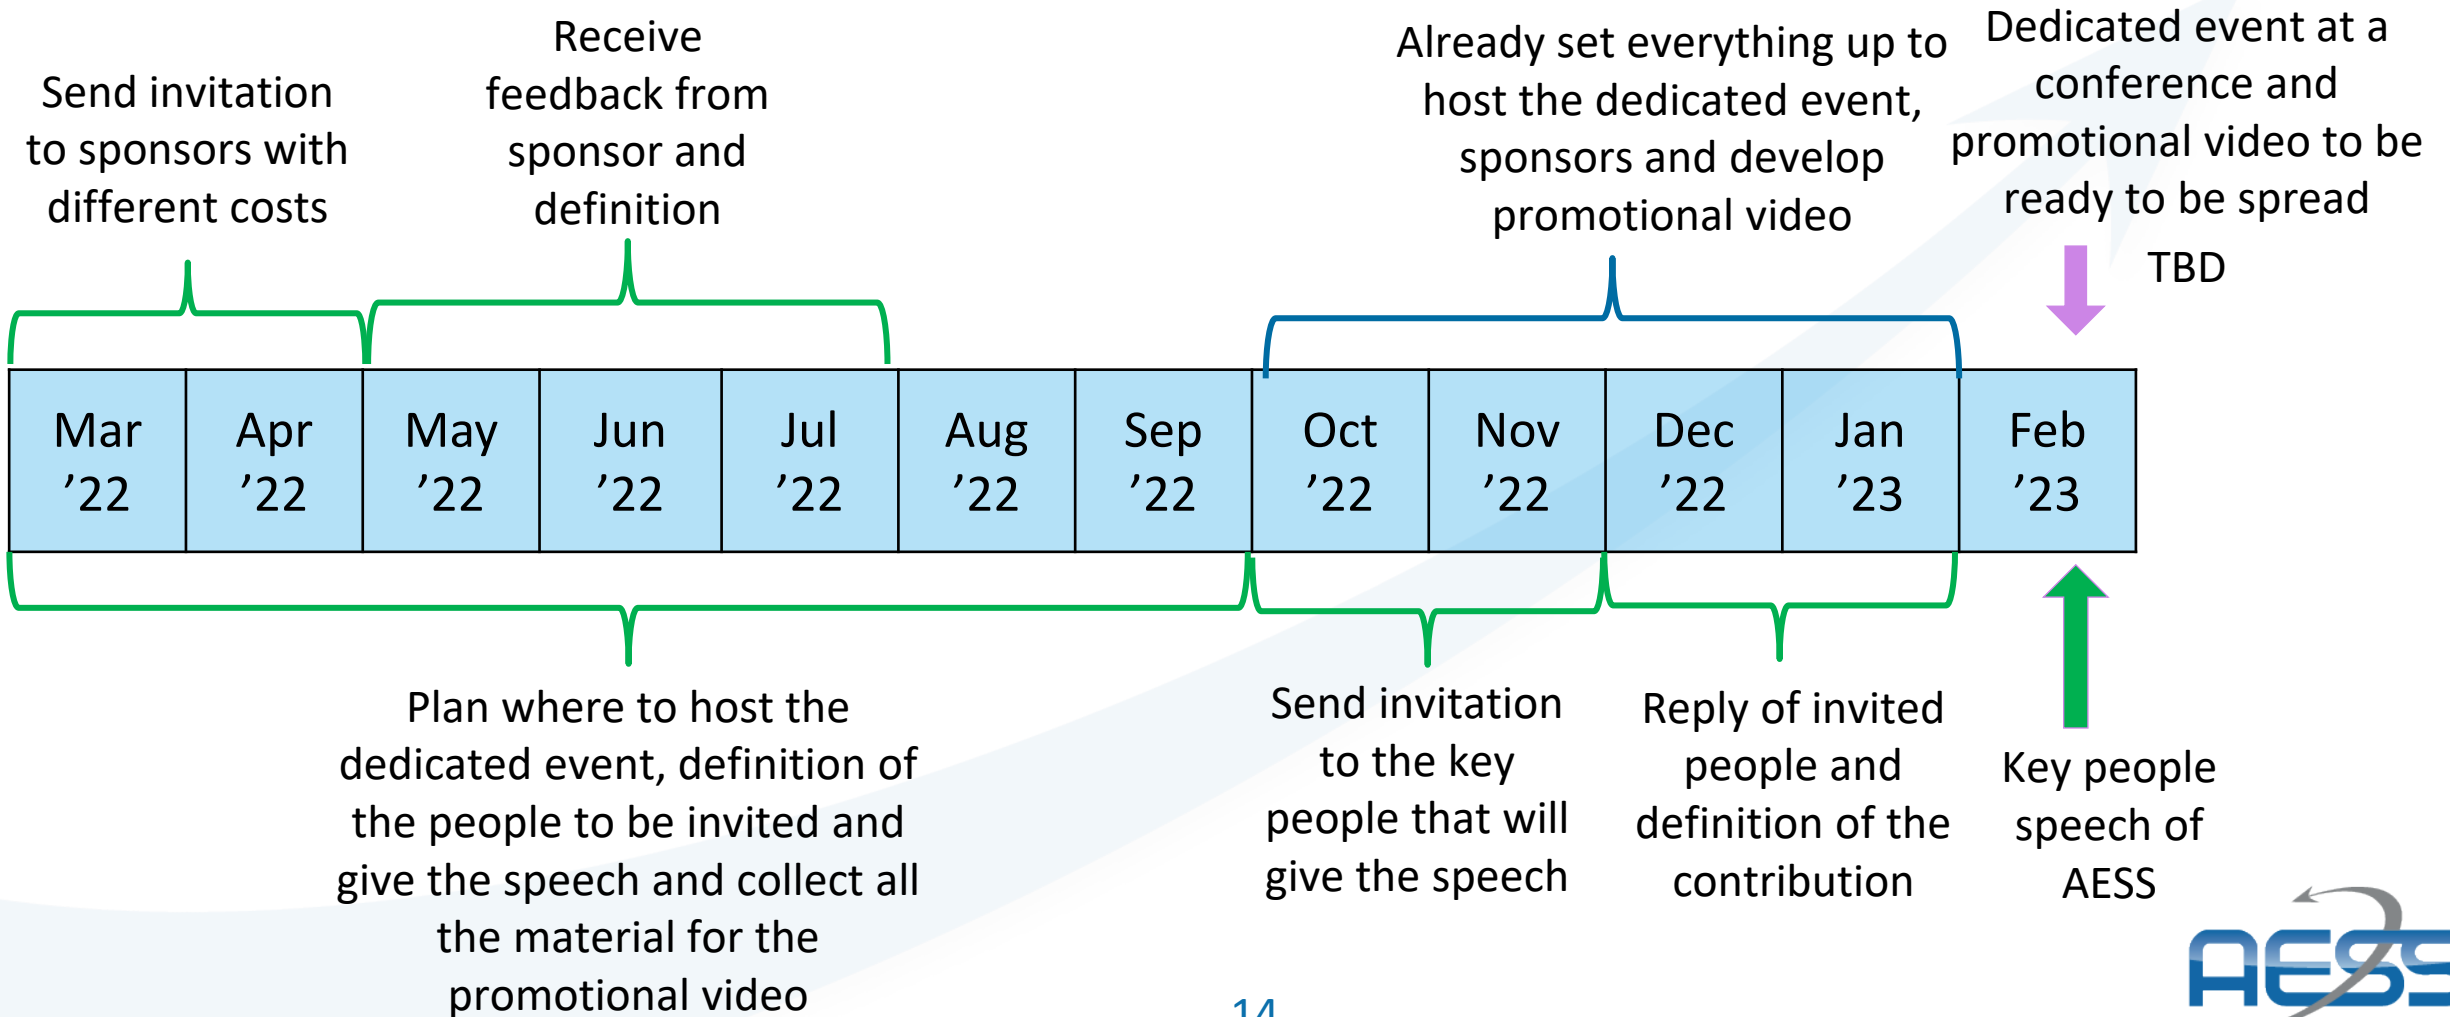 Send invitation
to sponsors with
different costs
Receive
feedback from
sponsor and
definition
Already set everything up to
host the dedicated event,
sponsors and develop
promotional video
Dedicated event at a
conference and
promotional video to be
ready to be spread
TBD
Mar
’22
Apr
’22
May
’22
Jun
’22
Jul
’22
Aug
’22
Sep
’22
Oct
’22
Nov
’22
Dec
’22
Jan
’23
Feb
’23
Plan where to host the
dedicated event, definition of
the people to be invited and
give the speech and collect all
the material for the
promotional video
Send invitation
to the key
people that will
give the speech
Reply of invited
people and
definition of the
contribution
Key people
speech of
AESS
14
AESS